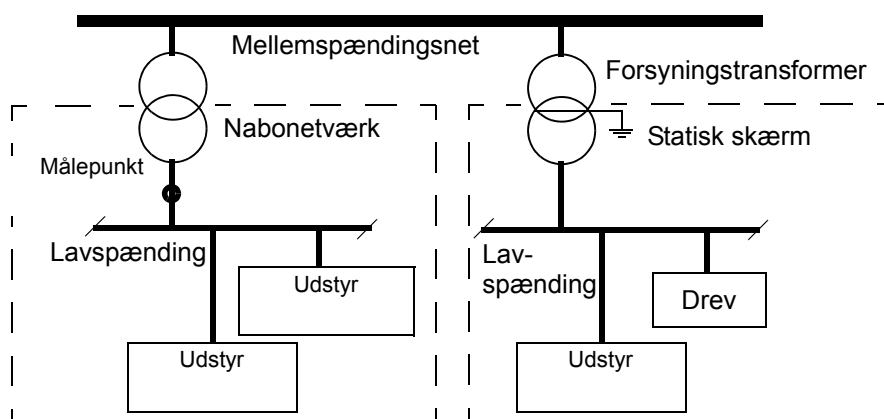 Mellemspændingsnet
Forsyningstransformer
Nabonetværk
Statisk skærm
Målepunkt
Lavspænding
Udstyr
Udstyr
Lav-
spænding
Drev
Udstyr